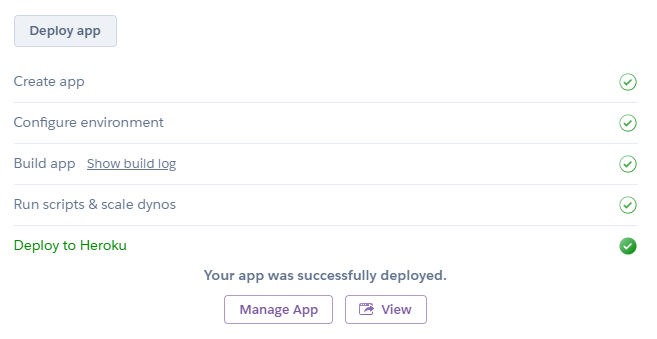 Deploy app
Create app
Configure environment
Build app Show build log
Run scripts & scale dynos
Deploy to Heroku
Your app was successfully deployed.
Manage App View